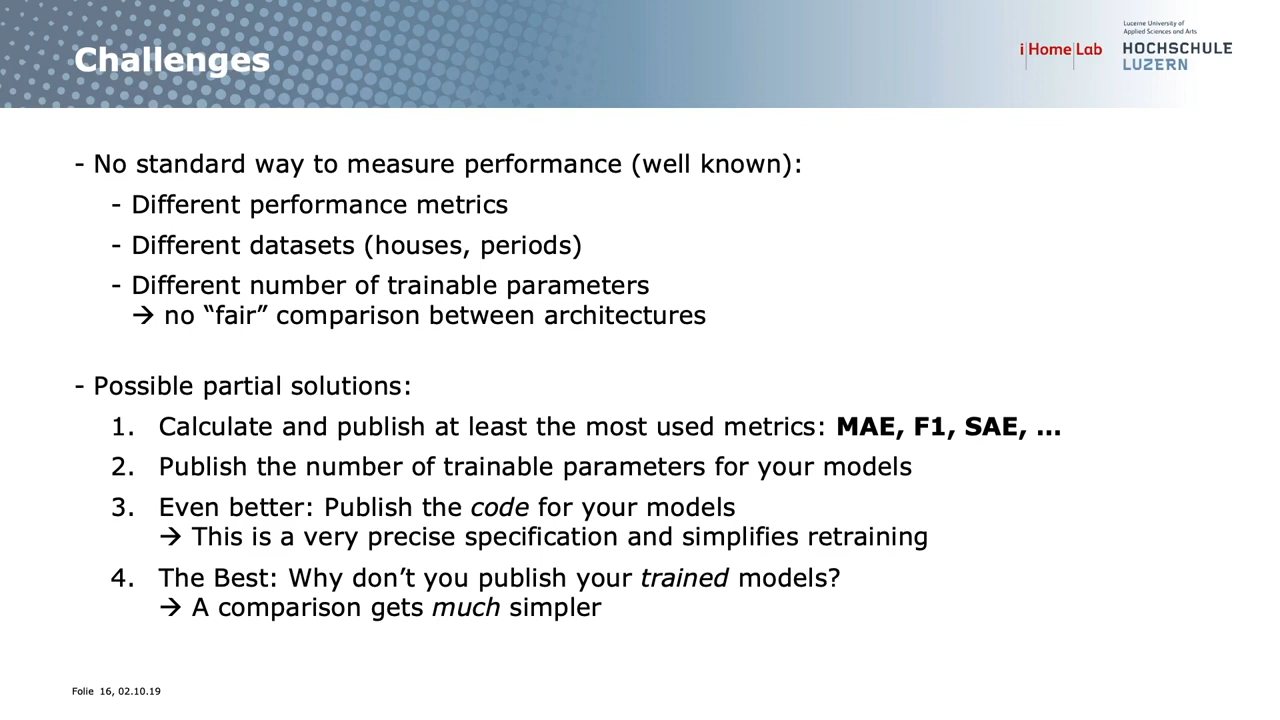 Challenges
i Home Lab
Lucerne University of
Applied Sciences and Arts
HOCHSCHULE
LUZERN
- No standard way to measure performance (well known):
- Different performance metrics
- Different datasets (houses, periods)
- Different number of trainable parameters
→ no “fair” comparison between architectures
- Possible partial solutions:
1. Calculate and publish at least the most used metrics: MAE, F1, SAE, ...
2. Publish the number of trainable parameters for your models
3. Even better: Publish the code for your models
→ This is a very precise specification and simplifies retraining
4. The Best: Why don’t you publish your trained models?
→ A comparison gets much simpler
Folie 16, 02.10.19